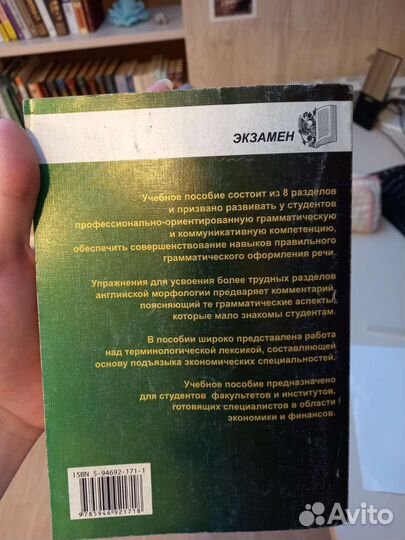 ЭКЗАМЕН
Учебное пособие состоит из 8 разделов
и призвано развивать у студентов
профессионально-ориентированную грамматическую
и коммуникативную компетенцию,
обеспечить совершенствование навыков правильного
грамматического оформления речи.
Упражнения для усвоения более трудных разделов
английской морфологии предваряет комментарий,
поясняющий те грамматические аспекты,
которые мало знакомы студентам.
В пособии широко представлена работа
над терминологической лексикой, составляющей
основу подъязыка экономических специальностей.
Учебное пособие предназначено
для студентов факультетов и институтов,
готовящих специалистов в области
экономики и финансов.
ISBN 5-94692-171-1
9785946921718
Avito